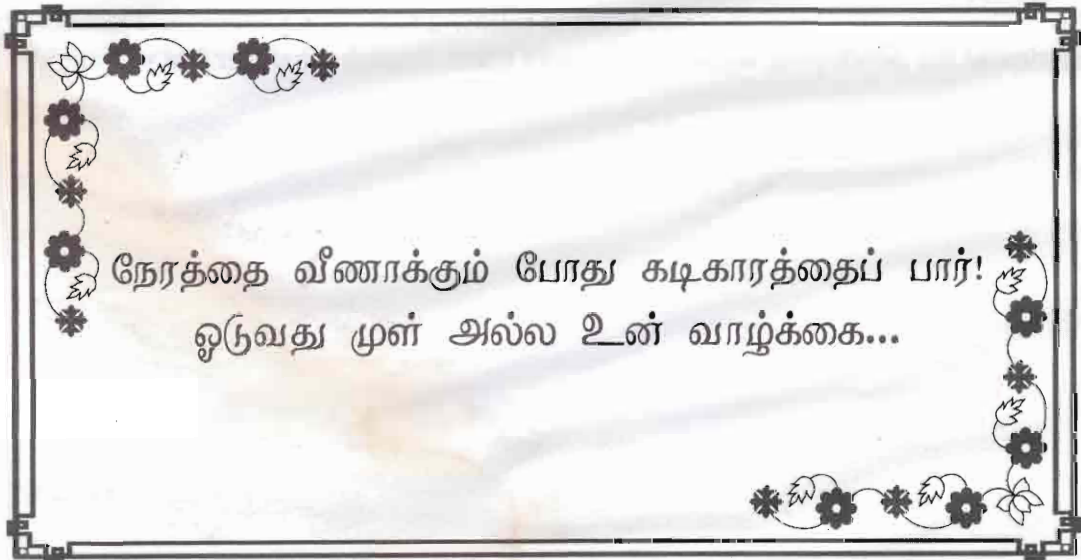 நேரத்தை வீணாக்கும் போது கடிகாரத்தைப் பார்!
ஓடுவது முள் அல்ல உன் வாழ்க்கை...